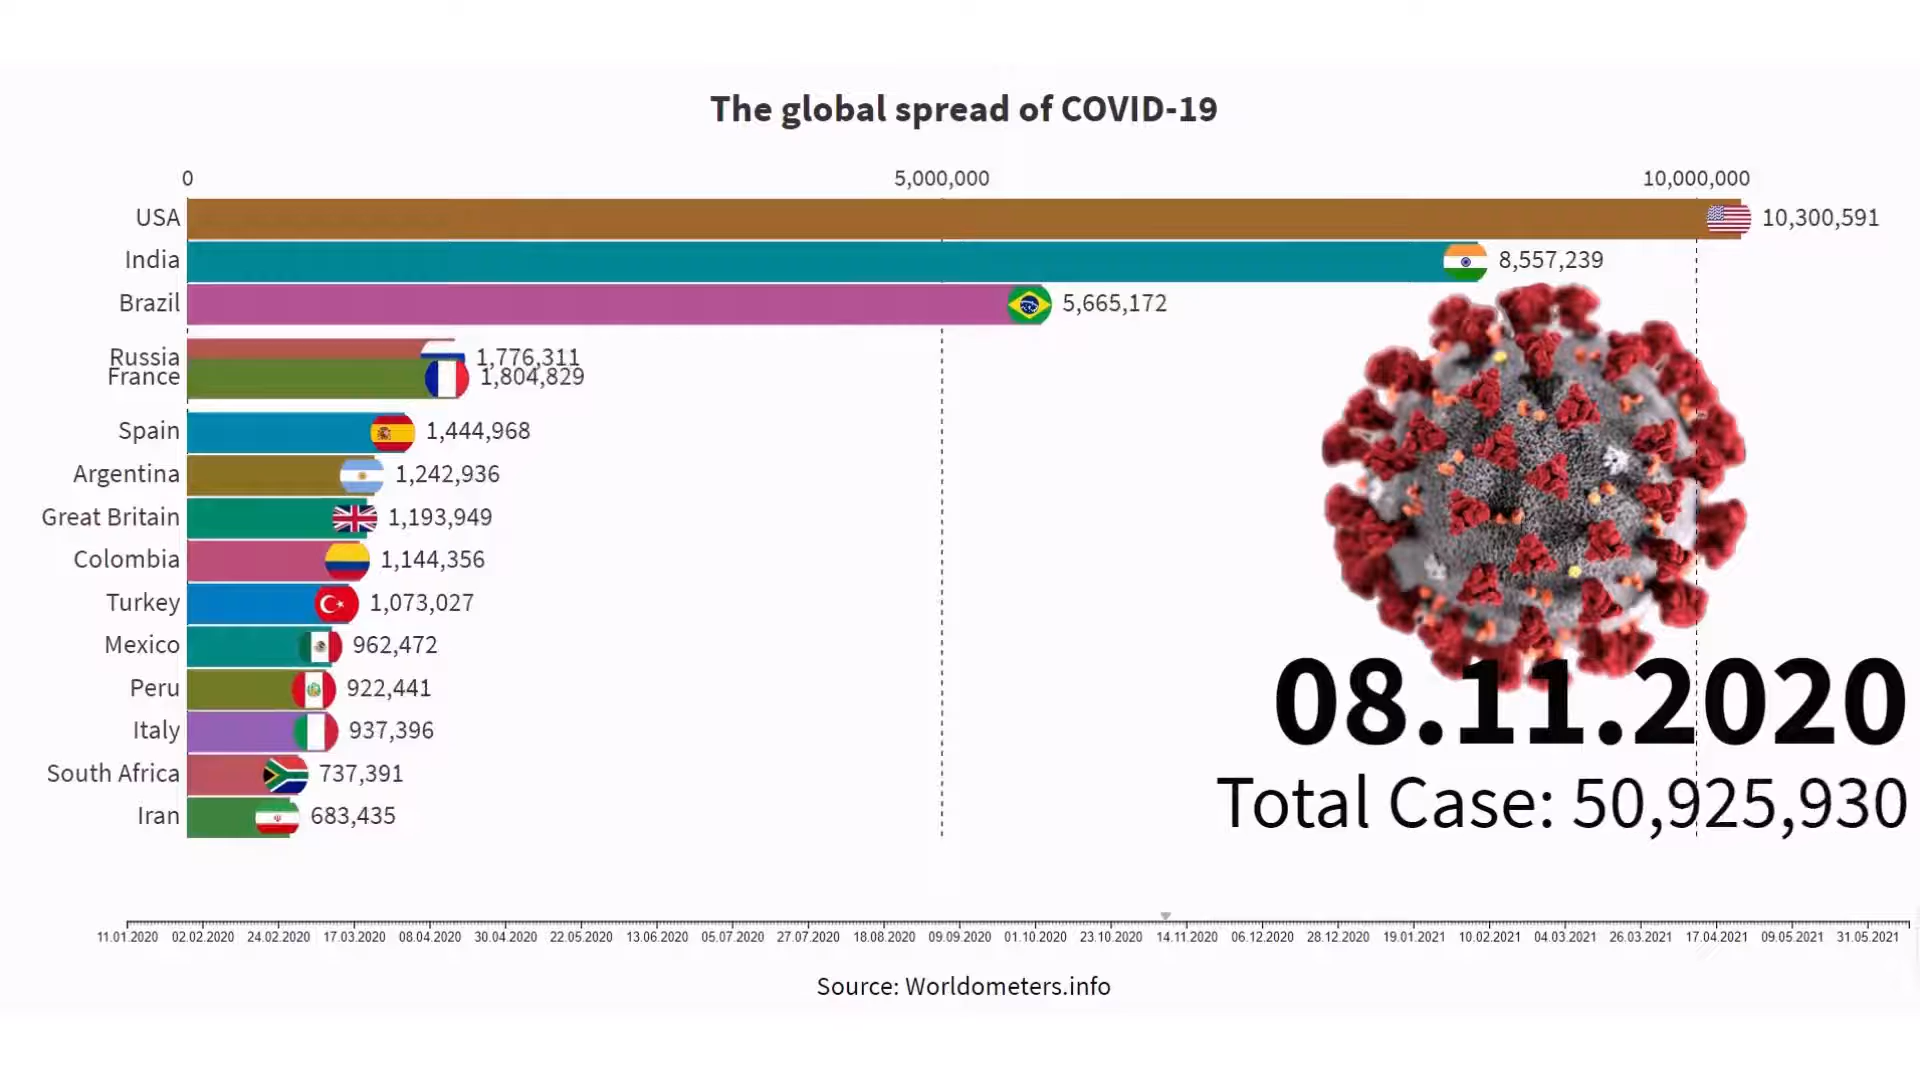 The global spread of COVID-19
0 5,000,000 10,000,000
USA 10,300,591
India 8,557,239
Brazil 5,665,172
Russia 1,776,311
France 1,804,829
Spain 1,444,968
Argentina 1,242,936
Great Britain 1,193,949
Colombia 1,144,356
Turkey 1,073,027
Mexico 962,472
Peru 922,441
Italy 937,396
South Africa 737,391
Iran 683,435
08.11.2020
Total Case: 50,925,930
11.01.2020 02.02.2020 24.02.2020 17.03.2020 08.04.2020 30.04.2020 22.05.2020 13.06.2020 05.07.2020 27.07.2020 18.08.2020 09.09.2020 01.10.2020 23.10.2020 14.11.2020 06.12.2020 28.12.2020 19.01.2021 10.02.2021 04.03.2021 26.03.2021 17.04.2021 09.05.2021 31.05.2021
Source: Worldometers.info